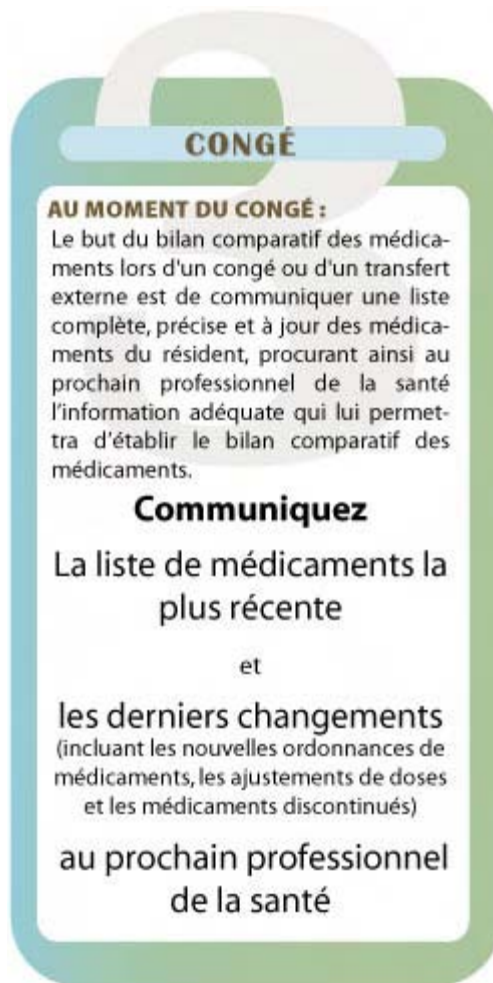 CONGÉ
AU MOMENT DU CONGÉ :
Le but du bilan comparatif des médica-
ments lors d'un congé ou d'un transfert
externe est de communiquer une liste
complète, précise et à jour des médica-
ments du résident, procurant ainsi au
prochain professionnel de la santé
l'information adéquate qui lui permet-
tra d'établir le bilan comparatif des
médicaments.
Communiquez
La liste de médicaments la
plus récente
et
les derniers changements
(incluant les nouvelles ordonnances de
médicaments, les ajustements de doses
et les médicaments discontinués)
au prochain professionnel
de la santé